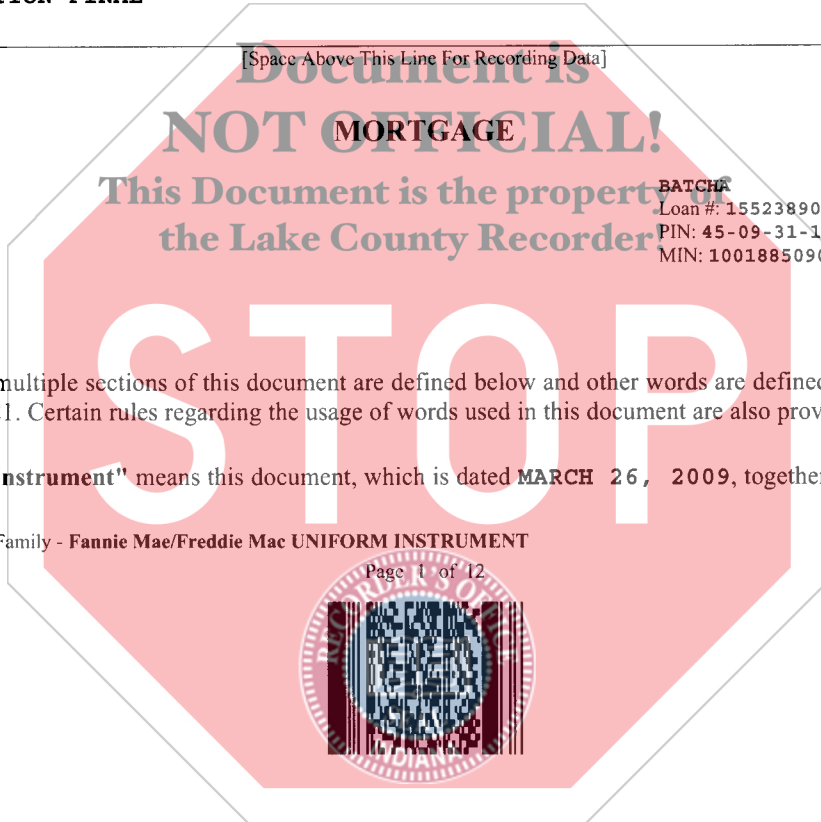 [Space Above This Line For Recording Data]
Document is
NOT OFFICIAL!
MORTGAGE
This Document is the property of
the Lake County Recorder!
BATCHA
Loan #: 15523890
PIN: 45-09-31-1
MIN: 1001885090
STOP
multiple sections of this document are defined below and other words are defined
1. Certain rules regarding the usage of words used in this document are also prov
nstrument" means this document, which is dated MARCH 26, 2009, together
Family - Fannie Mae/Freddie Mac UNIFORM INSTRUMENT
Page 1 of 12
RECORDER'S OFFICE
INDIANA